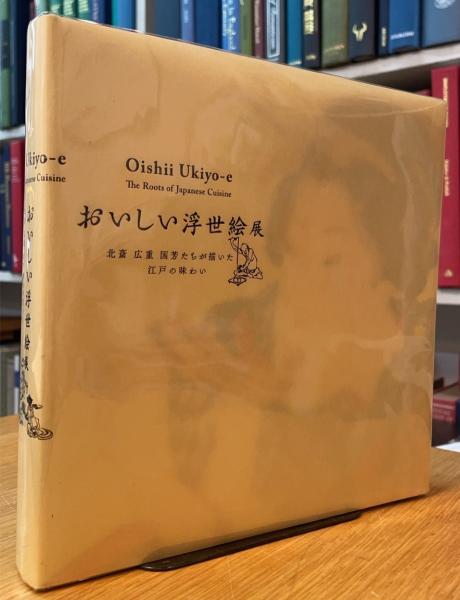 Oishii Ukiyo-e
The Roots of Japanese Cuisine
おいしい浮世絵展
北斎 広重 国芳たちが描いた
江戸の味わい
Ukiyo-e
Cuisine
おいしい浮世絵展